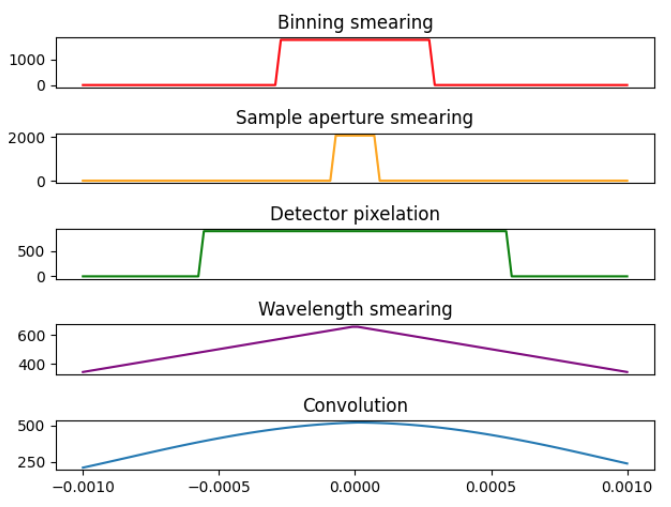 Binning smearing
1000
0
Sample aperture smearing
2000
0
Detector pixelation
500
0
Wavelength smearing
600
400
Convolution
500
250
−0.0010 −0.0005 0.0000 0.0005 0.0010